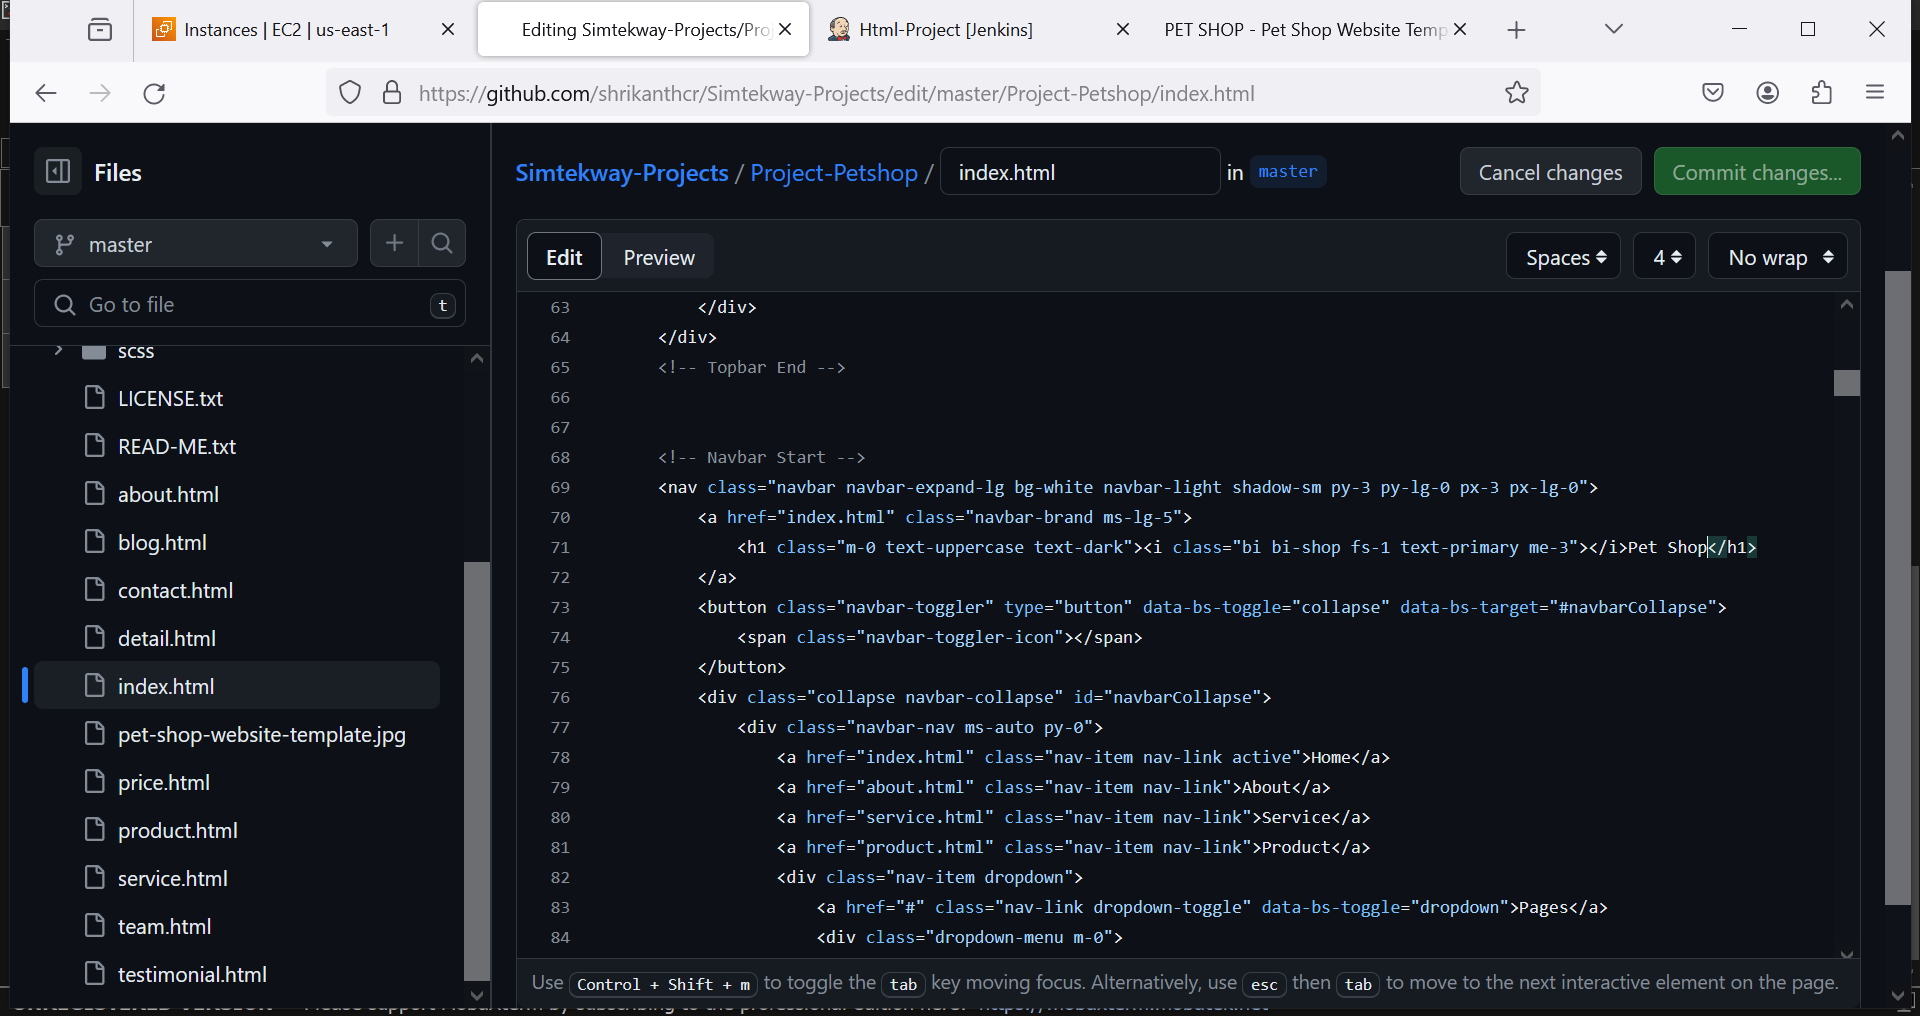 Instances | EC2 | us-east-1
Editing Simtekway-Projects/Pro
Html-Project [Jenkins]
PET SHOP - Pet Shop Website Temp
https://github.com/shrikanthcr/Simtekway-Projects/edit/master/Project-Petshop/index.html
Files
Simtekway-Projects / Project-Petshop / index.html in master
Cancel changes
Commit changes...
master
Edit
Preview
Spaces
4
No wrap
Go to file
t
scss
LICENSE.txt
READ-ME.txt
about.html
blog.html
contact.html
detail.html
index.html
pet-shop-website-template.jpg
price.html
product.html
service.html
team.html
testimonial.html
63 </div>
64 </div>
65 <!-- Topbar End -->
66
67
68 <!-- Navbar Start -->
69 <nav class="navbar navbar-expand-lg bg-white navbar-light shadow-sm py-3 py-lg-0 px-3 px-lg-0">
70 <a href="index.html" class="navbar-brand ms-lg-5">
71 <h1 class="m-0 text-uppercase text-dark"><i class="bi bi-shop fs-1 text-primary me-3"></i>Pet Shop</h1>
72 </a>
73 <button class="navbar-toggler" type="button" data-bs-toggle="collapse" data-bs-target="#navbarCollapse">
74 <span class="navbar-toggler-icon"></span>
75 </button>
76 <div class="collapse navbar-collapse" id="navbarCollapse">
77 <div class="navbar-nav ms-auto py-0">
78 <a href="index.html" class="nav-item nav-link active">Home</a>
79 <a href="about.html" class="nav-item nav-link">About</a>
80 <a href="service.html" class="nav-item nav-link">Service</a>
81 <a href="product.html" class="nav-item nav-link">Product</a>
82 <div class="nav-item dropdown">
83 <a href="#" class="nav-link dropdown-toggle" data-bs-toggle="dropdown">Pages</a>
84 <div class="dropdown-menu m-0">
Use Control + Shift + m to toggle the tab key moving focus. Alternatively, use esc then tab to move to the next interactive element on the page.